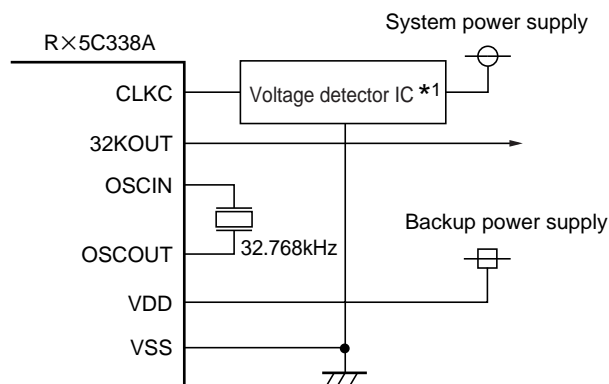 System power supply
R×5C338A
CLKC
Voltage detector IC *1
32KOUT
OSCIN
OSCOUT
32.768kHz
Backup power supply
VDD
VSS